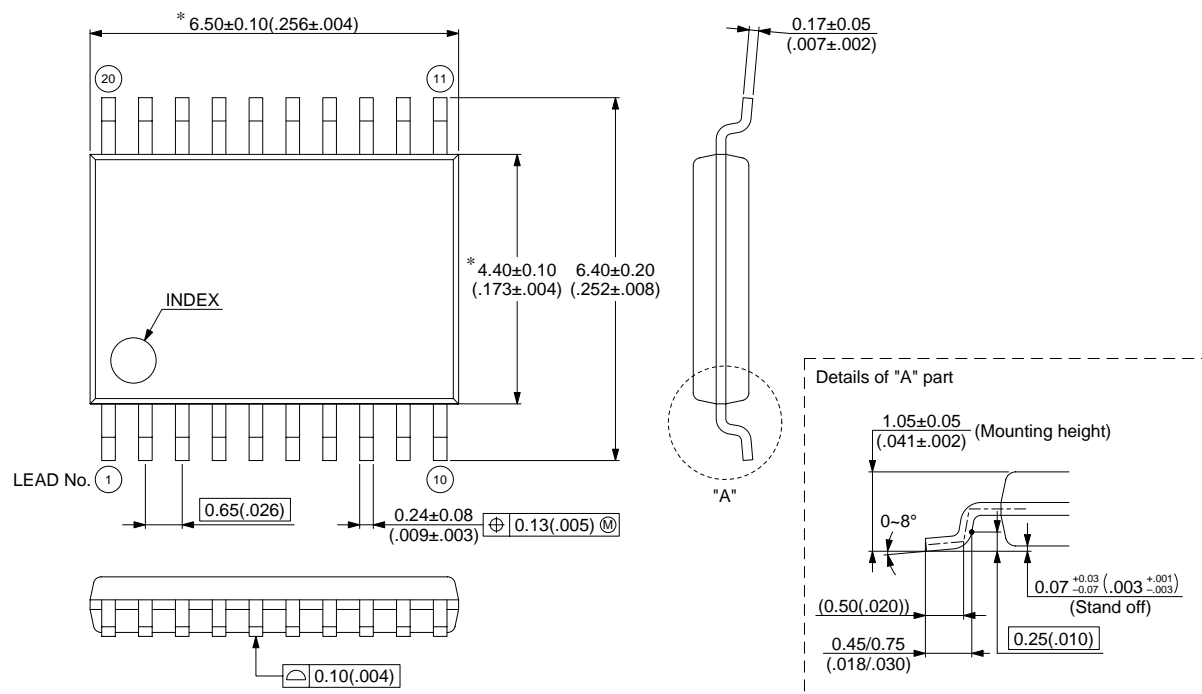 * 6.50±0.10(.256±.004)
0.17±0.05
(.007±.002)
20
11
* 4.40±0.10
(.173±.004)
6.40±0.20
(.252±.008)
INDEX
LEAD No. 1
10
"A"
0.65(.026)
0.24±0.08
(.009±.003)
⌖ 0.13(.005) Ⓜ
⌓ 0.10(.004)
Details of "A" part
1.05±0.05
(.041±.002)
(Mounting height)
0~8°
0.07 +0.03 -0.07 (.003 +.001 -.003)
(Stand off)
(0.50(.020))
0.25(.010)
0.45/0.75
(.018/.030)